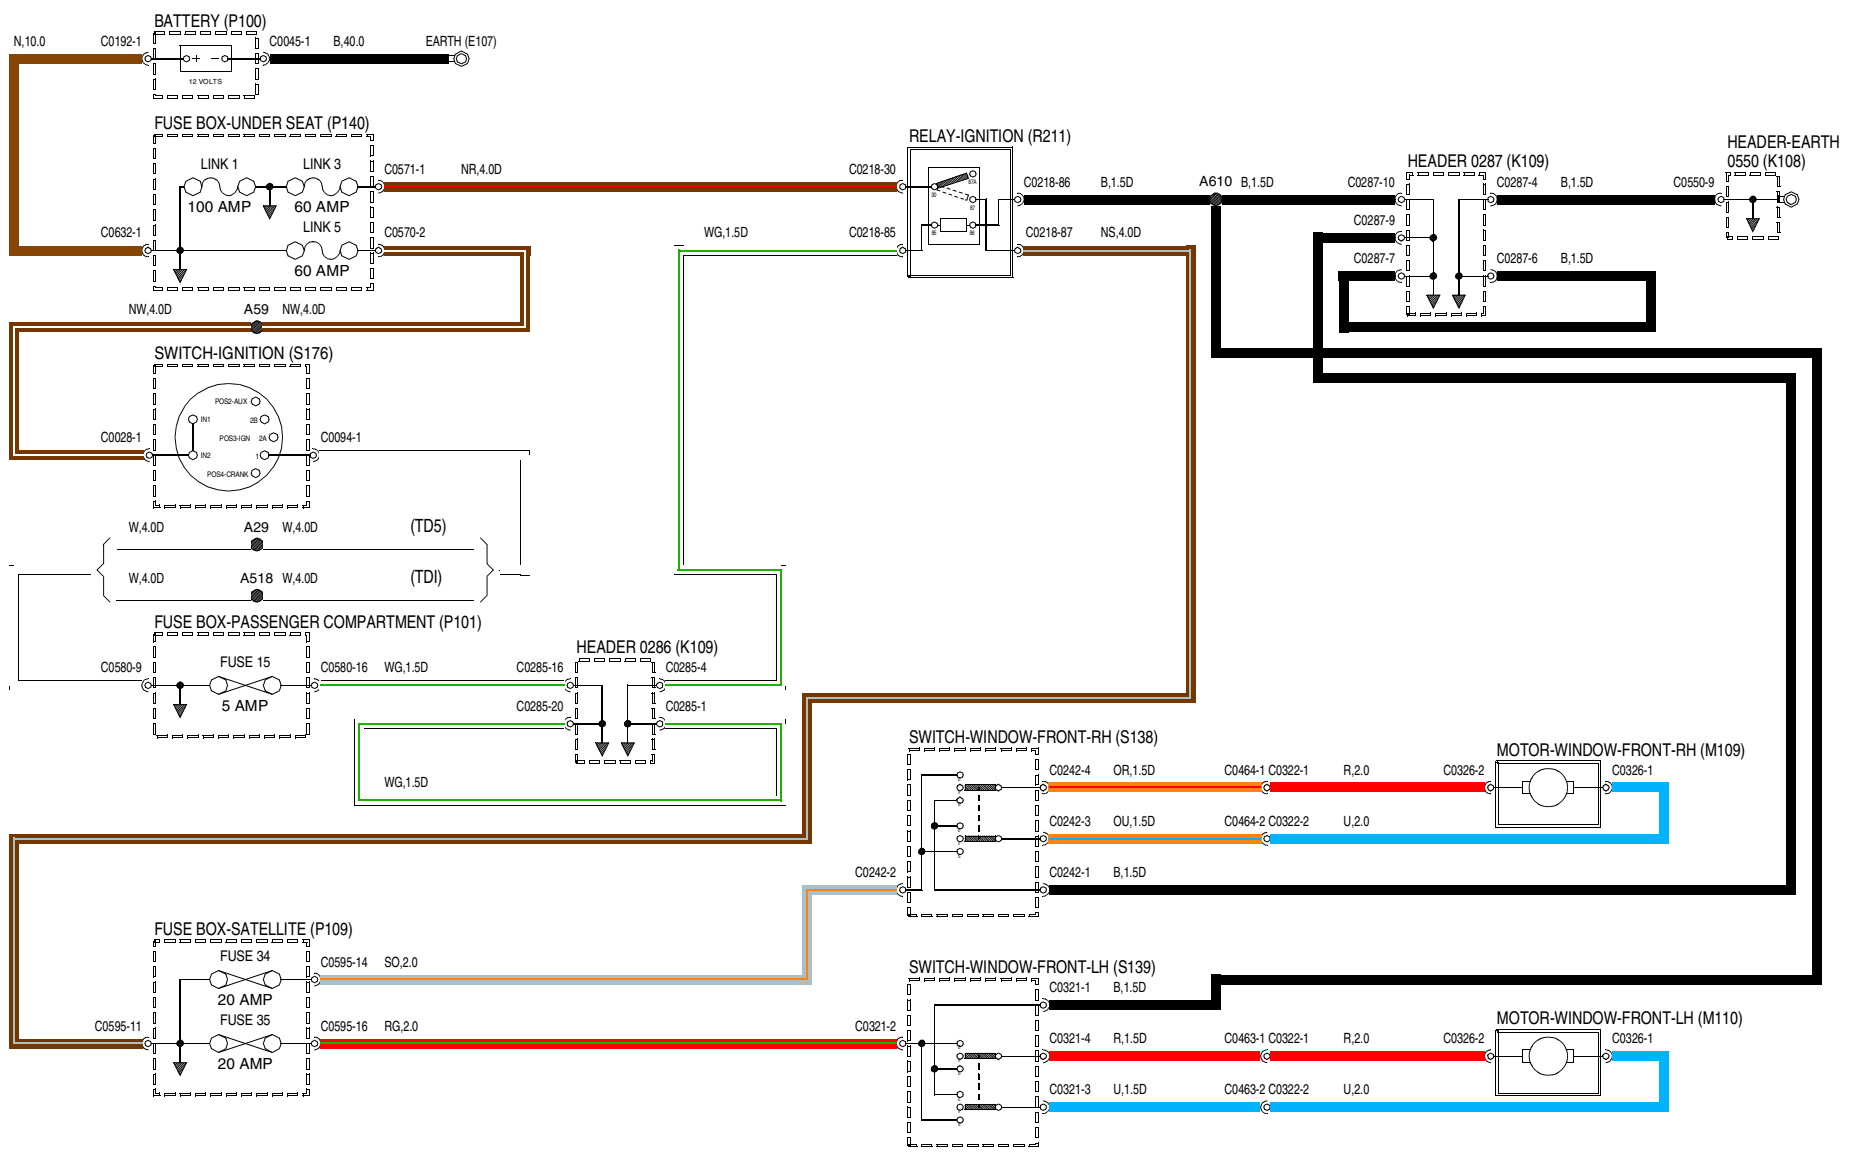 BATTERY (P100)
N,10.0
C0192-1
C0045-1
B,40.0
EARTH (E107)
12 VOLTS
FUSE BOX-UNDER SEAT (P140)
LINK 1
LINK 3
100 AMP
60 AMP
LINK 5
60 AMP
C0571-1
NR,4.0D
C0632-1
C0570-2
NW,4.0D
A59
NW,4.0D
RELAY-IGNITION (R211)
C0218-30
C0218-86
B,1.5D
A610
B,1.5D
30
87A
87
85
86
WG,1.5D
C0218-85
C0218-87
NS,4.0D
HEADER 0287 (K109)
C0287-10
C0287-4
B,1.5D
C0550-9
C0287-9
C0287-7
C0287-6
B,1.5D
HEADER-EARTH
0550 (K108)
SWITCH-IGNITION (S176)
C0028-1
C0094-1
POS2-AUX
IN1
2B
POS3-IGN
2A
IN2
1
POS4-CRANK
W,4.0D
A29
W,4.0D
(TD5)
W,4.0D
A518
W,4.0D
(TDI)
FUSE BOX-PASSENGER COMPARTMENT (P101)
C0580-9
FUSE 15
5 AMP
C0580-16
WG,1.5D
HEADER 0286 (K109)
C0285-16
C0285-4
C0285-20
C0285-1
WG,1.5D
SWITCH-WINDOW-FRONT-RH (S138)
C0242-4
OR,1.5D
C0464-1
C0322-1
R,2.0
C0326-2
MOTOR-WINDOW-FRONT-RH (M109)
C0326-1
C0242-3
OU,1.5D
C0464-2
C0322-2
U,2.0
C0242-2
C0242-1
B,1.5D
FUSE BOX-SATELLITE (P109)
FUSE 34
20 AMP
C0595-14
SO,2.0
FUSE 35
20 AMP
C0595-11
C0595-16
RG,2.0
C0321-2
SWITCH-WINDOW-FRONT-LH (S139)
C0321-1
B,1.5D
C0321-4
R,1.5D
C0463-1
C0322-1
R,2.0
C0326-2
MOTOR-WINDOW-FRONT-LH (M110)
C0326-1
C0321-3
U,1.5D
C0463-2
C0322-2
U,2.0